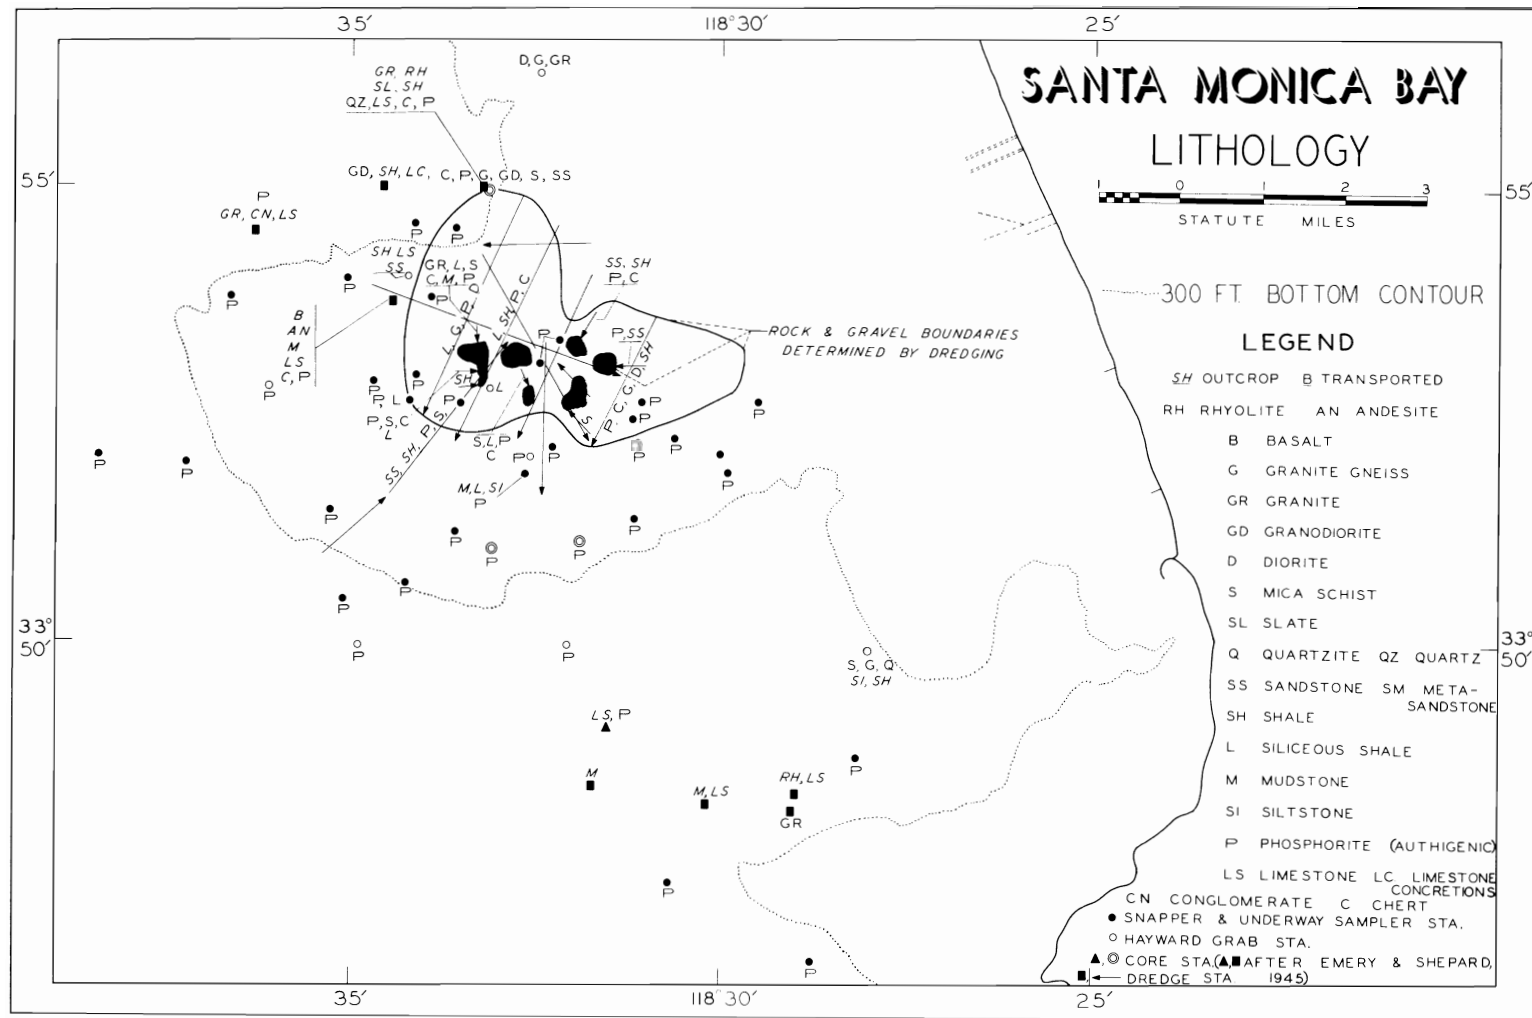 35′ 118°30′ 25′
SANTA MONICA BAY
LITHOLOGY
1 0 1 2 3
STATUTE MILES
300 FT. BOTTOM CONTOUR
LEGEND
SH OUTCROP B TRANSPORTED
RH RHYOLITE AN ANDESITE
B BASALT
G GRANITE GNEISS
GR GRANITE
GD GRANODIORITE
D DIORITE
S MICA SCHIST
SL SLATE
Q QUARTZITE QZ QUARTZ
SS SANDSTONE SM META-
SANDSTONE
SH SHALE
L SILICEOUS SHALE
M MUDSTONE
SI SILTSTONE
P PHOSPHORITE (AUTHIGENIC)
LS LIMESTONE LC LIMESTONE
CONCRETIONS
CN CONGLOMERATE C CHERT
SNAPPER & UNDERWAY SAMPLER STA.
HAYWARD GRAB STA.
CORE STA. (AFTER EMERY & SHEPARD,
DREDGE STA. 1945)
55′
55′
33°
50′
33°
50′
35′ 118°30′ 25′
D, G, GR
GR, RH
SL, SH
QZ, LS, C, P
GD, SH, LC, C, P, G, GD, S, SS
P
GR, CN, LS
P
P
SH LS
SS
GR, L, S
C, M, P
SS, SH
P, C
P
P
P
B
AN
M
LS
C, P
P
L, G, P, D
L, SH, P, C
P
P, SS
ROCK & GRAVEL BOUNDARIES
DETERMINED BY DREDGING
SH
L
P, L
P, S, C
L
SS, SH, P, S,
S, L, P
C
P
P
S
P, C, G, D, SH
P
P
P
P
P
P
P
P
P
M, L, SI
P
P
P
P
P
P
P
P
P
P
S, G, Q
SI, SH
LS, P
M
M, LS
RH, LS
GR
P
P
P